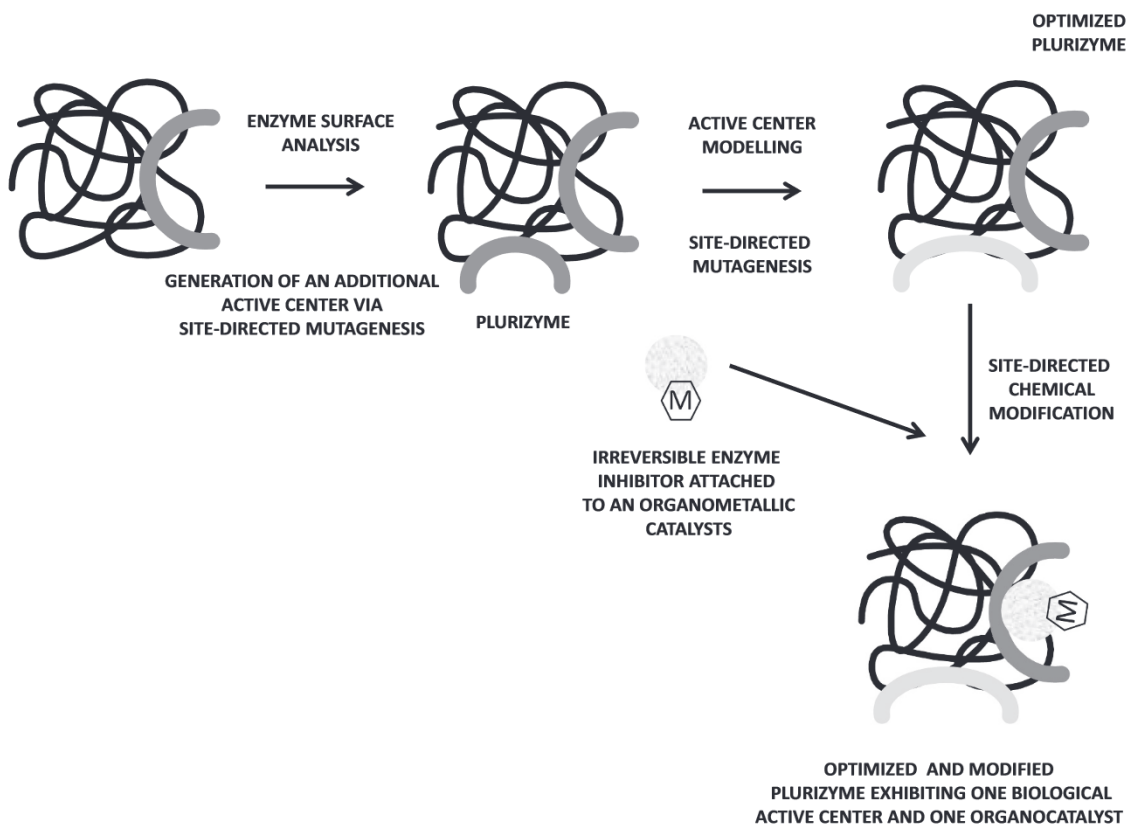 OPTIMIZED
PLURIZYME
ENZYME SURFACE
ANALYSIS
GENERATION OF AN ADDITIONAL
ACTIVE CENTER VIA
SITE-DIRECTED MUTAGENESIS
PLURIZYME
ACTIVE CENTER
MODELLING
SITE-DIRECTED
MUTAGENESIS
SITE-DIRECTED
CHEMICAL
MODIFICATION
M
IRREVERSIBLE ENZYME
INHIBITOR ATTACHED
TO AN ORGANOMETALLIC
CATALYSTS
M
OPTIMIZED AND MODIFIED
PLURIZYME EXHIBITING ONE BIOLOGICAL
ACTIVE CENTER AND ONE ORGANOCATALYST